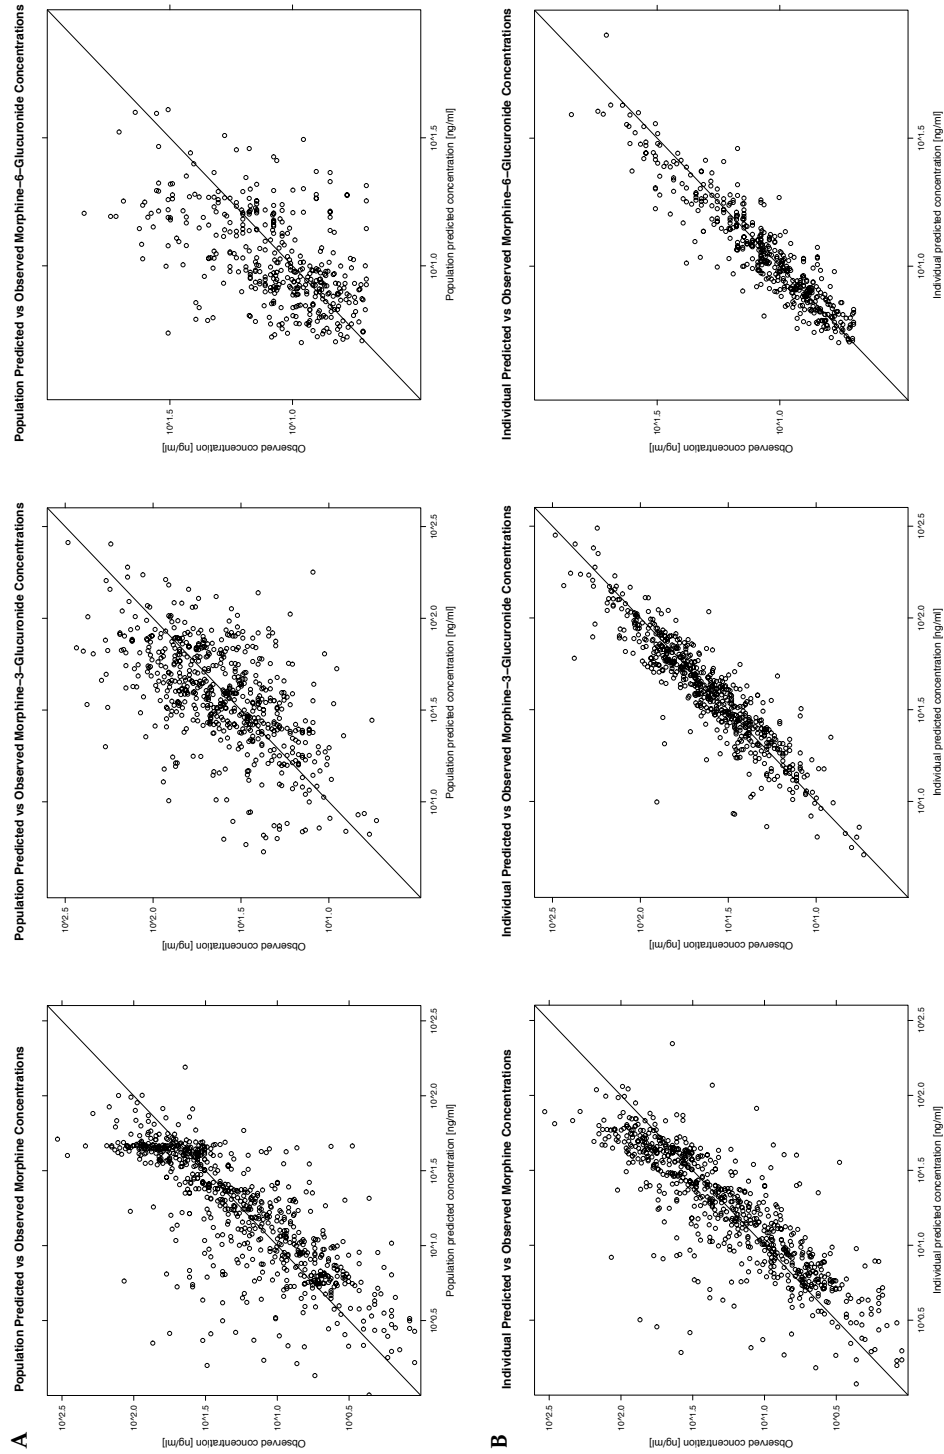 A
Population Predicted vs Observed Morphine Concentrations
Observed concentration [ng/ml]
10^2.5
10^2.0
10^1.5
10^1.0
10^0.5
10^0.5
10^1.0
10^1.5
10^2.0
10^2.5
Population predicted concentration [ng/ml]
Population Predicted vs Observed Morphine−3−Glucuronide Concentrations
Observed concentration [ng/ml]
10^2.5
10^2.0
10^1.5
10^1.0
10^1.0
10^1.5
10^2.0
10^2.5
Population predicted concentration [ng/ml]
Population Predicted vs Observed Morphine−6−Glucuronide Concentrations
Observed concentration [ng/ml]
10^1.5
10^1.0
10^1.0
10^1.5
Population predicted concentration [ng/ml]
B
Individual Predicted vs Observed Morphine Concentrations
Observed concentration [ng/ml]
10^2.5
10^2.0
10^1.5
10^1.0
10^0.5
10^0.5
10^1.0
10^1.5
10^2.0
10^2.5
Individual predicted concentration [ng/ml]
Individual Predicted vs Observed Morphine−3−Glucuronide Concentrations
Observed concentration [ng/ml]
10^2.5
10^2.0
10^1.5
10^1.0
10^1.0
10^1.5
10^2.0
10^2.5
Individual predicted concentration [ng/ml]
Individual Predicted vs Observed Morphine−6−Glucuronide Concentrations
Observed concentration [ng/ml]
10^1.5
10^1.0
10^1.0
10^1.5
Individual predicted concentration [ng/ml]